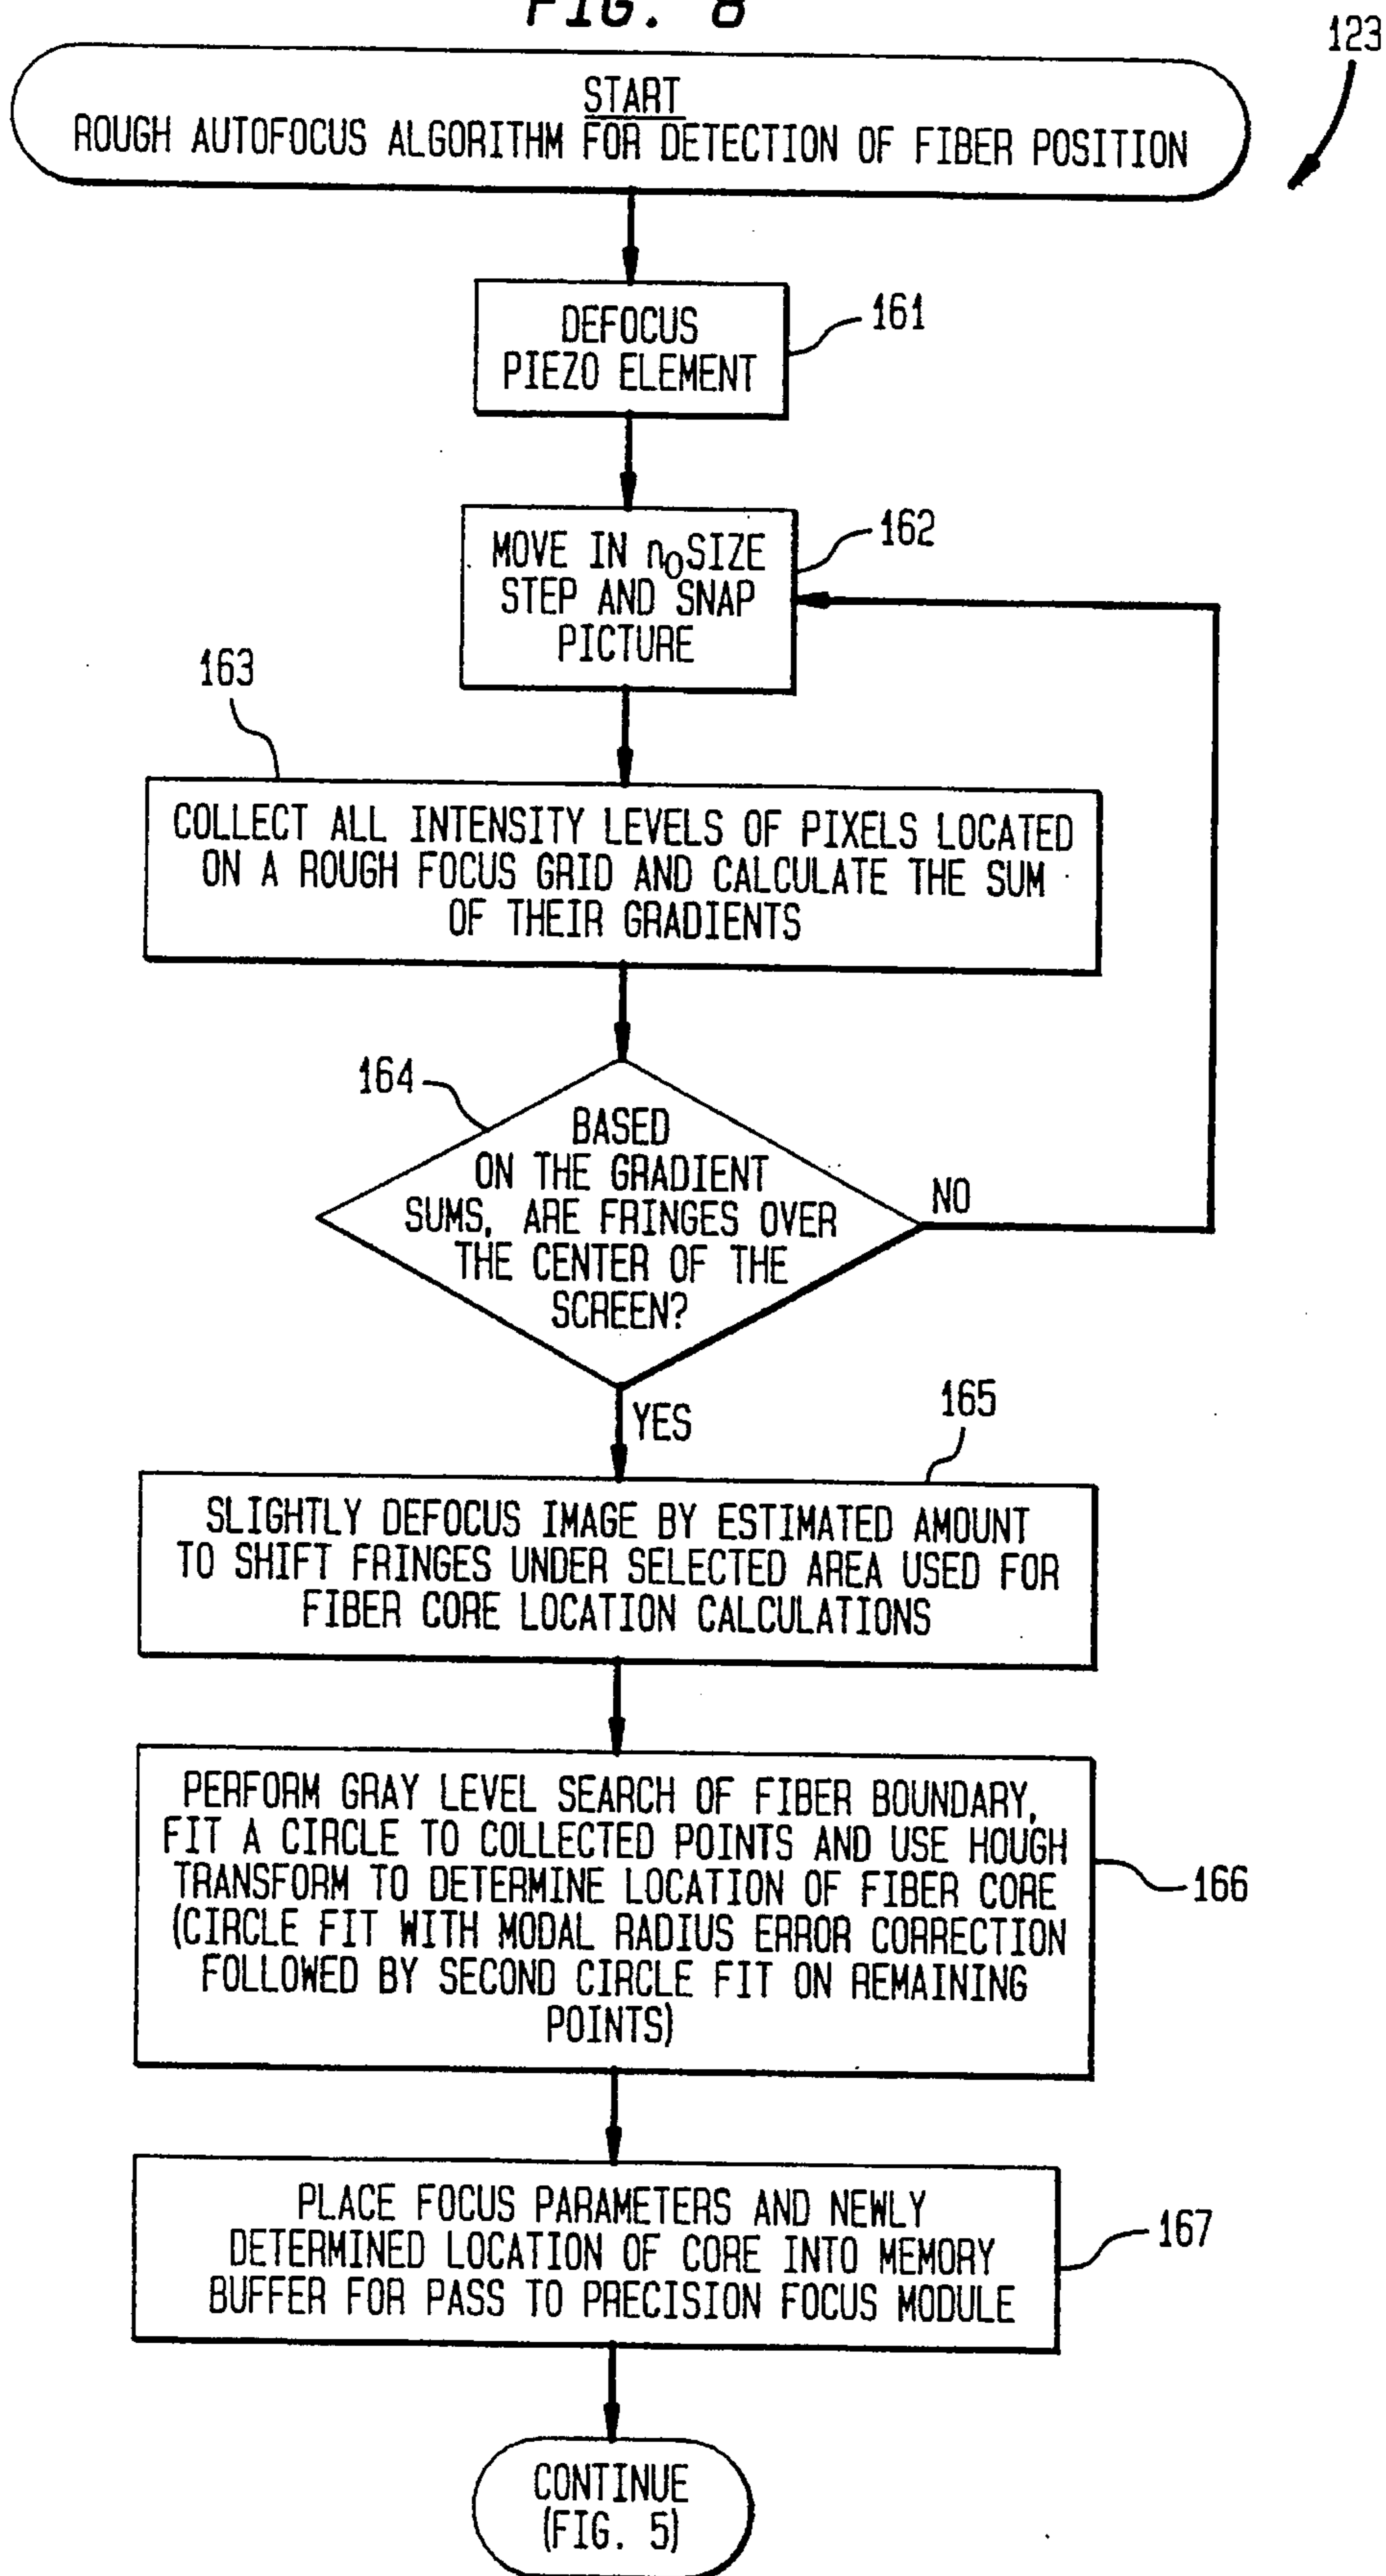 FIG. 8
123
START
ROUGH AUTOFOCUS ALGORITHM FOR DETECTION OF FIBER POSITION
DEFOCUS
PIEZO ELEMENT
161
MOVE IN n0SIZE
STEP AND SNAP
PICTURE
162
163
COLLECT ALL INTENSITY LEVELS OF PIXELS LOCATED
ON A ROUGH FOCUS GRID AND CALCULATE THE SUM
OF THEIR GRADIENTS
164
BASED
ON THE GRADIENT
SUMS, ARE FRINGES OVER
THE CENTER OF THE
SCREEN?
NO
YES
165
SLIGHTLY DEFOCUS IMAGE BY ESTIMATED AMOUNT
TO SHIFT FRINGES UNDER SELECTED AREA USED FOR
FIBER CORE LOCATION CALCULATIONS
PERFORM GRAY LEVEL SEARCH OF FIBER BOUNDARY,
FIT A CIRCLE TO COLLECTED POINTS AND USE HOUGH
TRANSFORM TO DETERMINE LOCATION OF FIBER CORE
(CIRCLE FIT WITH MODAL RADIUS ERROR CORRECTION
FOLLOWED BY SECOND CIRCLE FIT ON REMAINING
POINTS)
166
PLACE FOCUS PARAMETERS AND NEWLY
DETERMINED LOCATION OF CORE INTO MEMORY
BUFFER FOR PASS TO PRECISION FOCUS MODULE
167
CONTINUE
(FIG. 5)